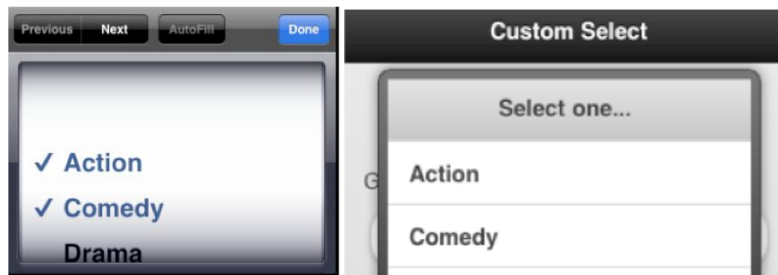 Previous Next AutoFill Done
✓ Action
✓ Comedy
Drama
Custom Select
Select one...
G
Action
Comedy